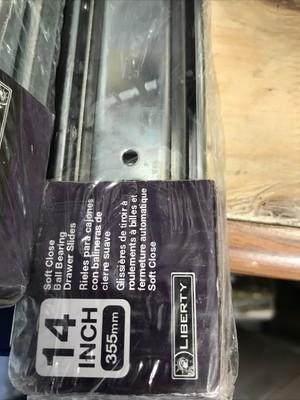 Soft Close
Ball Bearing
Drawer Slides
Rieles para cajones
con balineras de
cierre suave
Glissières de tiroir à
roulements à billes et
fermeture automatique
Soft Close
14
INCH
355mm
LIBERTY